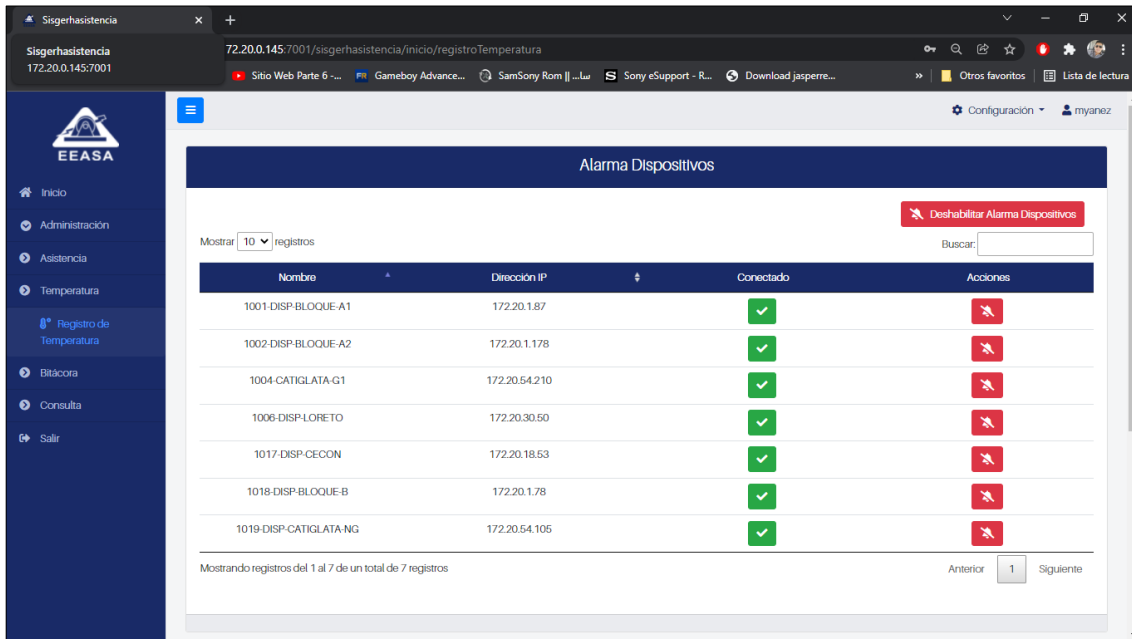 Sisgerhasistencia
Sisgerhasistencia
172.20.0.145:7001
72.20.0.145:7001/sisgerhasistencia/inicio/registroTemperatura
Sitio Web Parte 6 -... FR Gameboy Advance... SamSony Rom || ...لما S Sony eSupport - R... Download jasperre... » Otros favoritos Lista de lectura
EEASA
Configuración myanez
Inicio
Administración
Asistencia
Temperatura
Registro de
Temperatura
Bitácora
Consulta
Salir
Alarma Dispositivos
Deshabilitar Alarma Dispositivos
Mostrar 10 registros Buscar:
Nombre Dirección IP Conectado Acciones
1001-DISP-BLOQUE-A1 172.20.1.87
1002-DISP-BLOQUE-A2 172.20.1.178
1004-CATIGLATA-G1 172.20.54.210
1006-DISP-LORETO 172.20.30.50
1017-DISP-CECON 172.20.18.53
1018-DISP-BLOQUE-B 172.20.1.78
1019-DISP-CATIGLATA-NG 172.20.54.105
Mostrando registros del 1 al 7 de un total de 7 registros Anterior 1 Siguiente